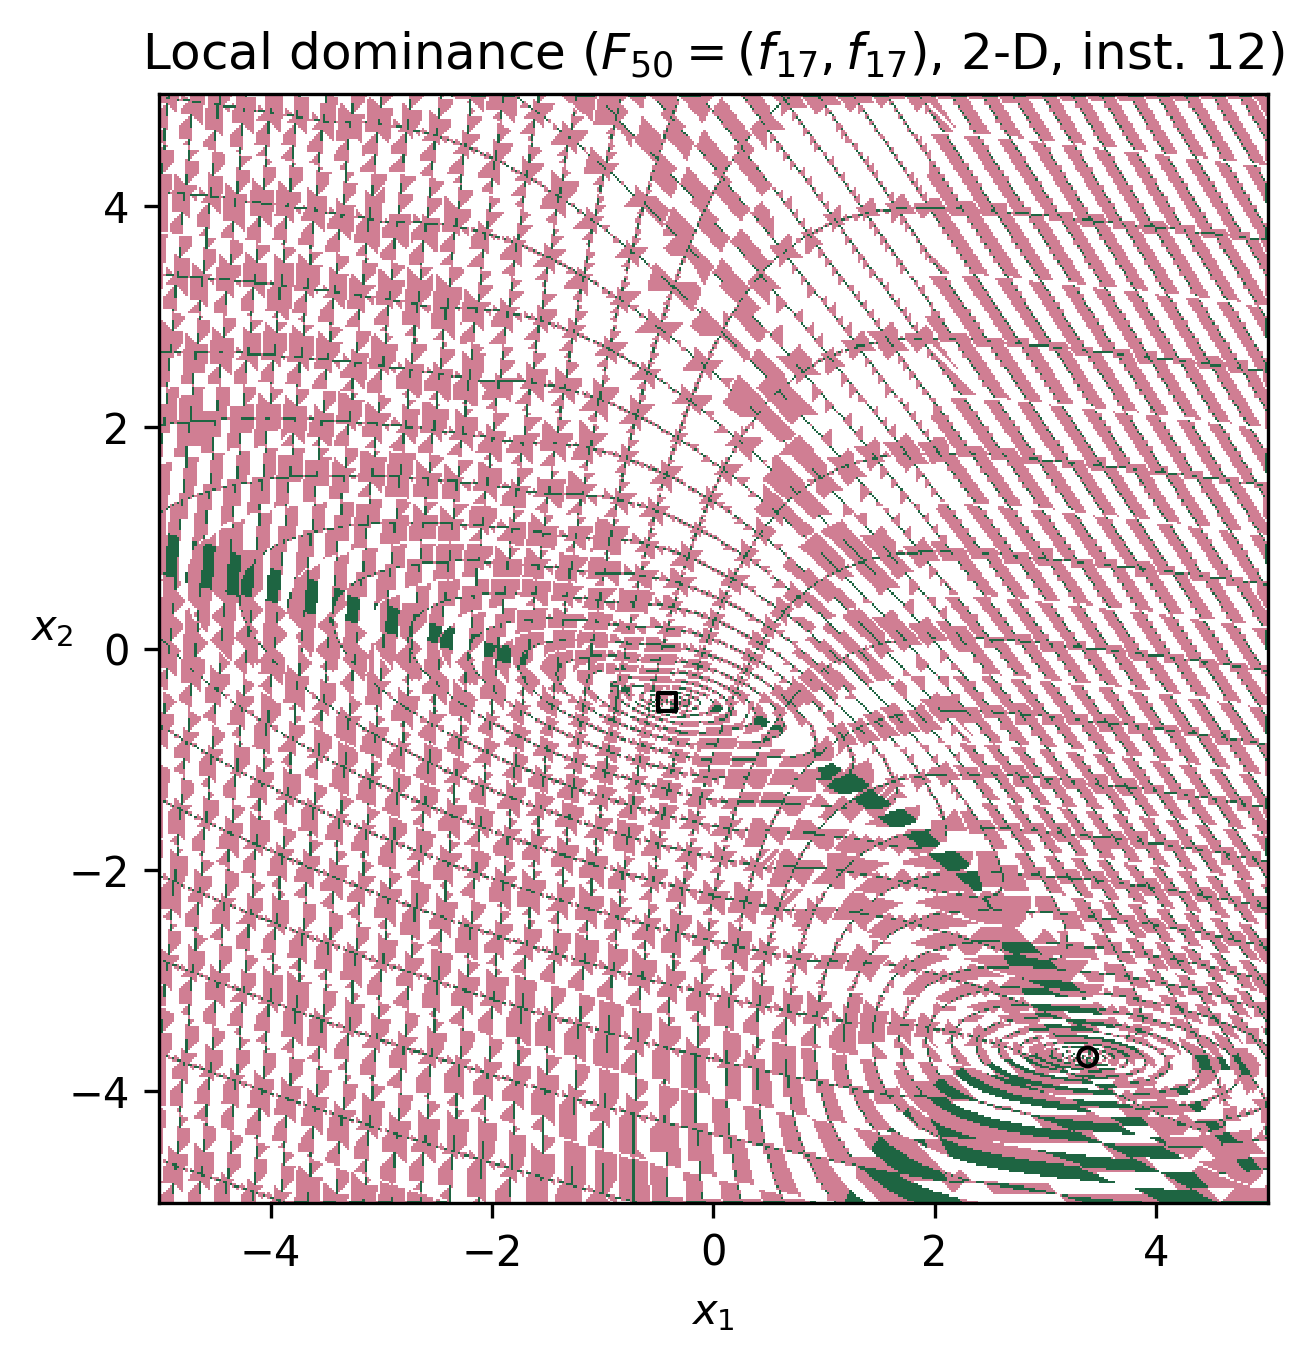 Local dominance (F₅₀ = (f₁₇, f₁₇), 2-D, inst. 12)
4
2
x₂
0
−2
−4
−4 −2 0 2 4
x₁